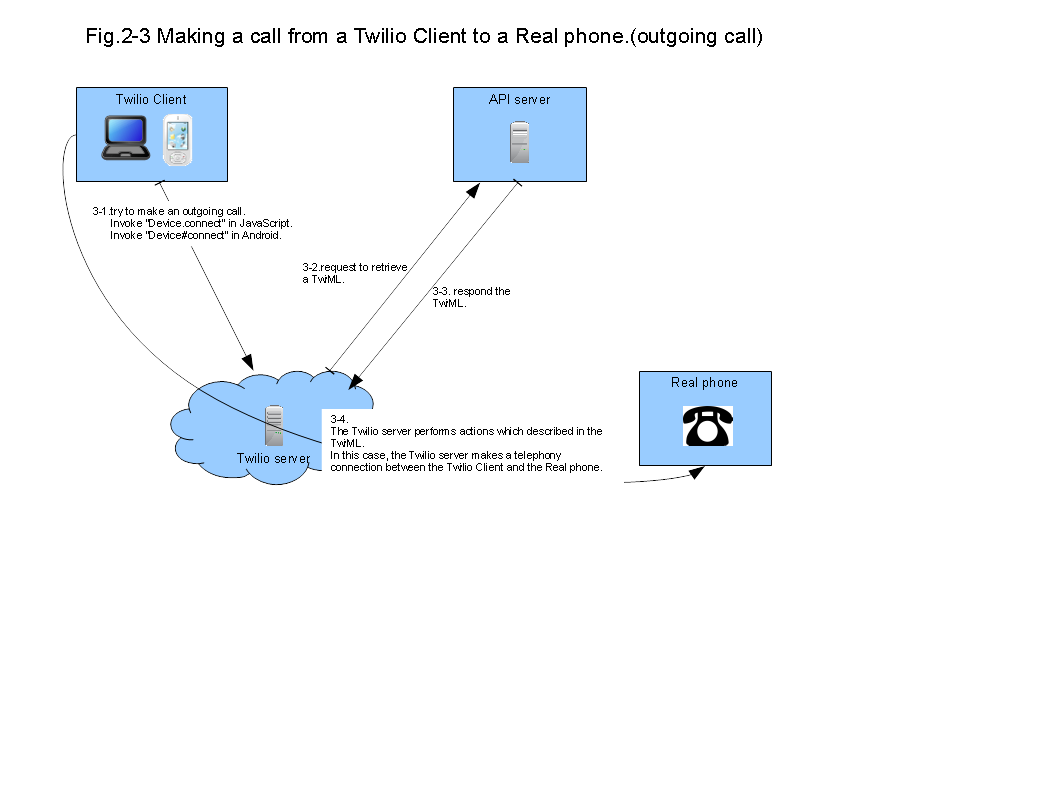 Fig.2-3 Making a call from a Twilio Client to a Real phone.(outgoing call)
Twilio Client
API server
3-1.try to make an outgoing call.
Invoke "Device.connect" in JavaScript.
Invoke "Device#connect" in Android.
3-2.request to retrieve
a TwiML.
3-3. respond the
TwiML.
Real phone
3-4.
The Twilio server performs actions which described in the
TwiML.
In this case, the Twilio server makes a telephony
connection between the Twilio Client and the Real phone.
Twilio server